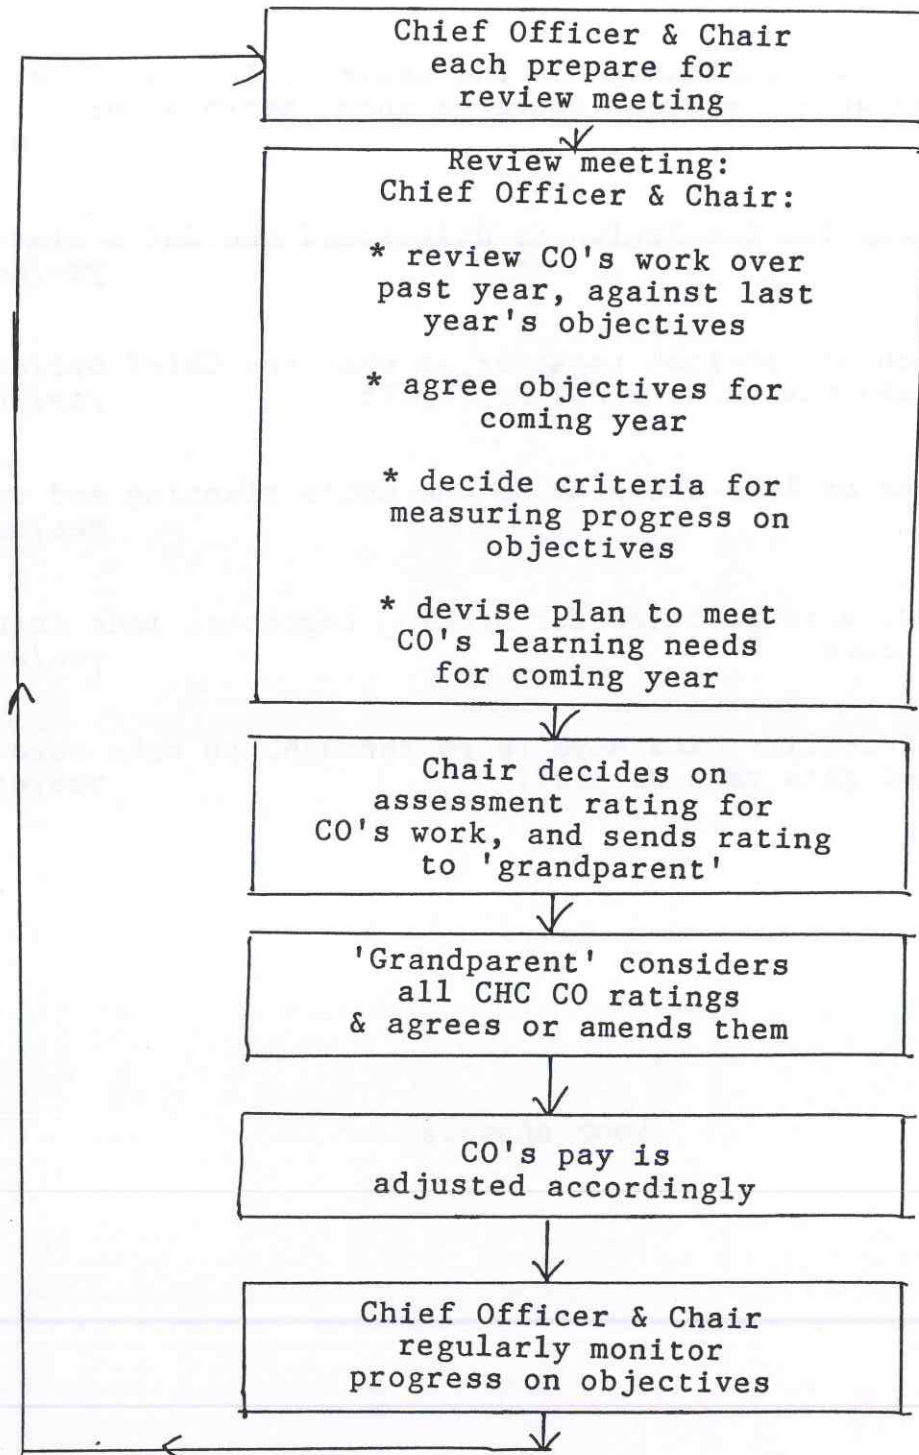 Chief Officer & Chair
each prepare for
review meeting
Review meeting:
Chief Officer & Chair:
* review CO's work over
past year, against last
year's objectives
* agree objectives for
coming year
* decide criteria for
measuring progress on
objectives
* devise plan to meet
CO's learning needs
for coming year
Chair decides on
assessment rating for
CO's work, and sends rating
to 'grandparent'
'Grandparent' considers
all CHC CO ratings
& agrees or amends them
CO's pay is
adjusted accordingly
Chief Officer & Chair
regularly monitor
progress on objectives